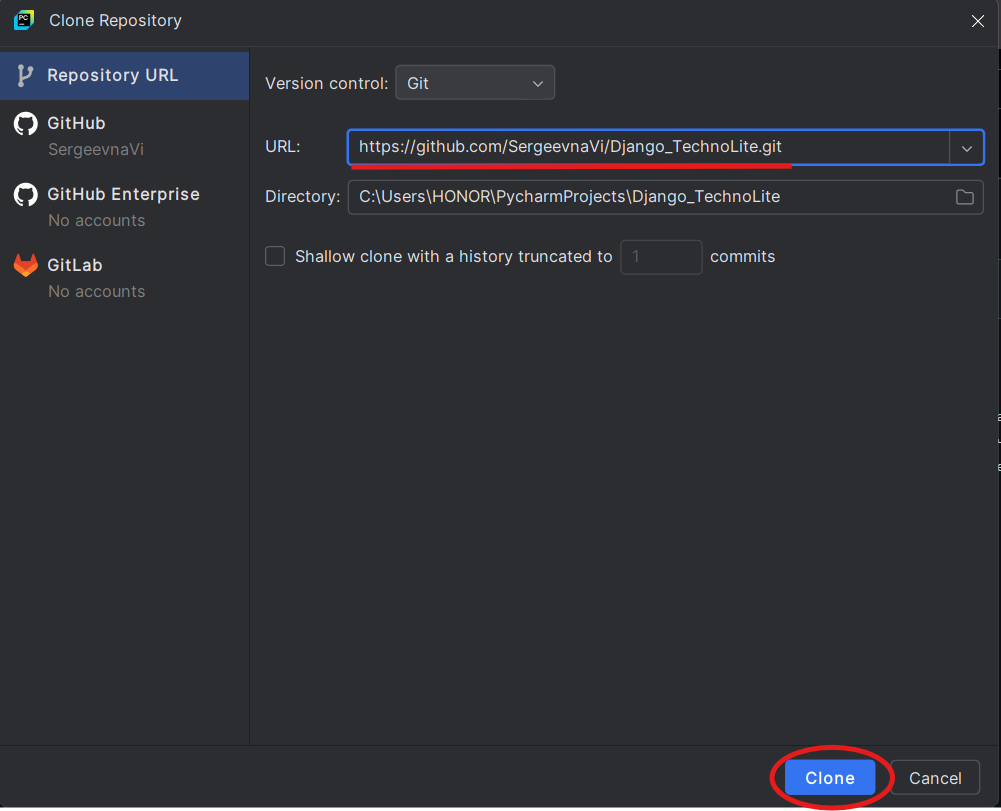 Clone Repository
Repository URL
GitHub
SergeevnaVi
GitHub Enterprise
No accounts
GitLab
No accounts
Version control: Git
URL: https://github.com/SergeevnaVi/Django_TechnoLite.git
Directory: C:\Users\HONOR\PycharmProjects\Django_TechnoLite
Shallow clone with a history truncated to 1 commits
Clone Cancel